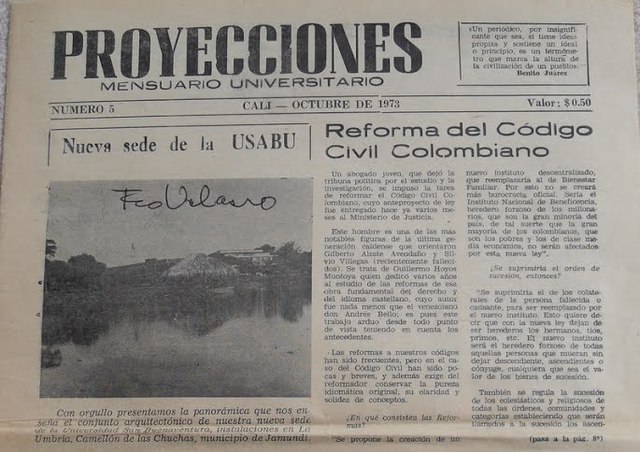 PROYECCIONES
MENSUARIO UNIVERSITARIO
«Un periódico, por insignifi-
cante que sea, si tiene ideas
propias y sostiene un ideal
o principio, es un termóme-
tro que marca la altura de
la civilización de un pueblo».
Benito Juárez
NUMERO 5
CALI — OCTUBRE DE 1973
Valor: $ 0.50
Nueva sede de la USABU
Fco Velasco
Con orgullo presentamos la panorámica que nos en-
seña el conjunto arquitectónico de nuestra nueva sede
de la Universidad San Buenaventura, instalaciones en La
Umbría, Camellón de las Chuchas, municipio de Jamundí.
Reforma del Código
Civil Colombiano
Un abogado joven, que dejó la
tribuna política por el estudio y la
investigación, se impuso la tarea
de reformar el Código Civil Co-
lombiano, cuyo anteproyecto de ley
fue entregado hace ya varios meses
al Ministerio de Justicia.
Este hombre es una de las más
notables figuras de la última ge-
neración caldense que orientaron
Gilberto Alzate Avendaño y Sil-
vio Villegas (recientemente falleci-
dos). Se trata de Guillermo Hoyos
Montoya quien dedicó varios años
al estudio de las reformas de esa
obra fundamental del derecho y
del idioma castellano, cuyo autor
fue nada menos que el venezolano
don Andrés Bello; es pues este
trabajo arduo desde todo punto
de vista teniendo en cuenta los
antecedentes.
Las reformas a nuestros códigos
han sido frecuentes, pero en el ca-
so del Código Civil han sido po-
cas y breves, y además exige del
reformador conservar la pureza
idiomática original, su claridad y
solidez de conceptos.
¿En qué consisten las Refor-
mas?
"Se propone la creación de un
nuevo instituto descentralizado,
que reemplazaría al de Bienestar
Familiar. Por esto no se creará
más burocracia oficial. Sería el
Instituto Nacional de Beneficencia,
heredero forzoso de los millona-
rios, que son la gran minoría del
país, de tal suerte que la gran
mayoría de los colombianos, que
son los pobres y los de clase me-
dia económica, no serán afectados
por esta nueva ley".
¿Se suprimiría el orden de
sucesión, entonces?
"Se suprimiría el de los colate-
rales de la persona fallecida o
causante, para ser reemplazado por
el nuevo instituto. Esto quiere de-
cir que con la nueva ley dejan de
ser herederos los hermanos, tíos,
primos, etc. El nuevo instituto
será el heredero forzoso de todas
aquellas personas que mueran sin
dejar descendiente, ascendientes o
cónyuge, cualquiera que sea el va-
lor de los bienes de sucesión.
También se regula la sucesión
de los eclesiásticos y religiosos de
todas las órdenes, comunidades y
categorías estableciendo que serán
llamados a la sucesión los ascen-
(pasa a la pág. 8ª)